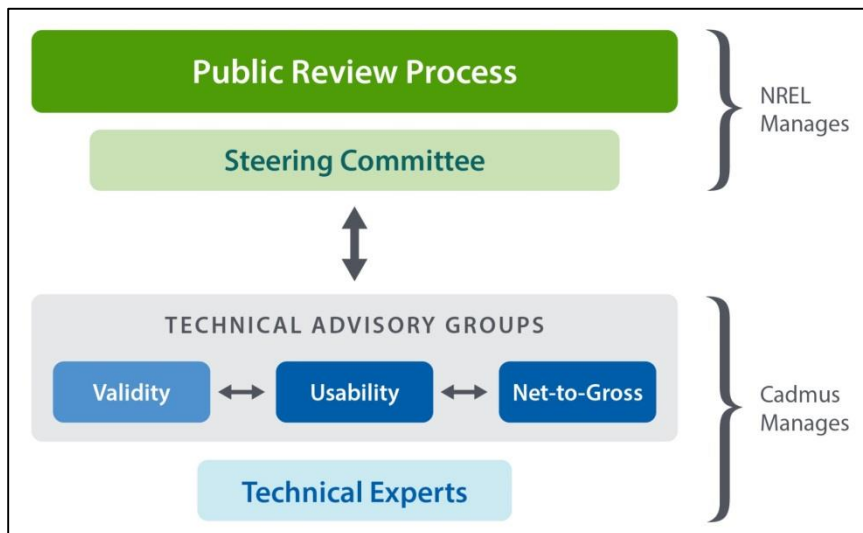 Public Review Process
NREL
Manages
Steering Committee
TECHNICAL ADVISORY GROUPS
Validity
Usability
Net-to-Gross
Cadmus
Manages
Technical Experts